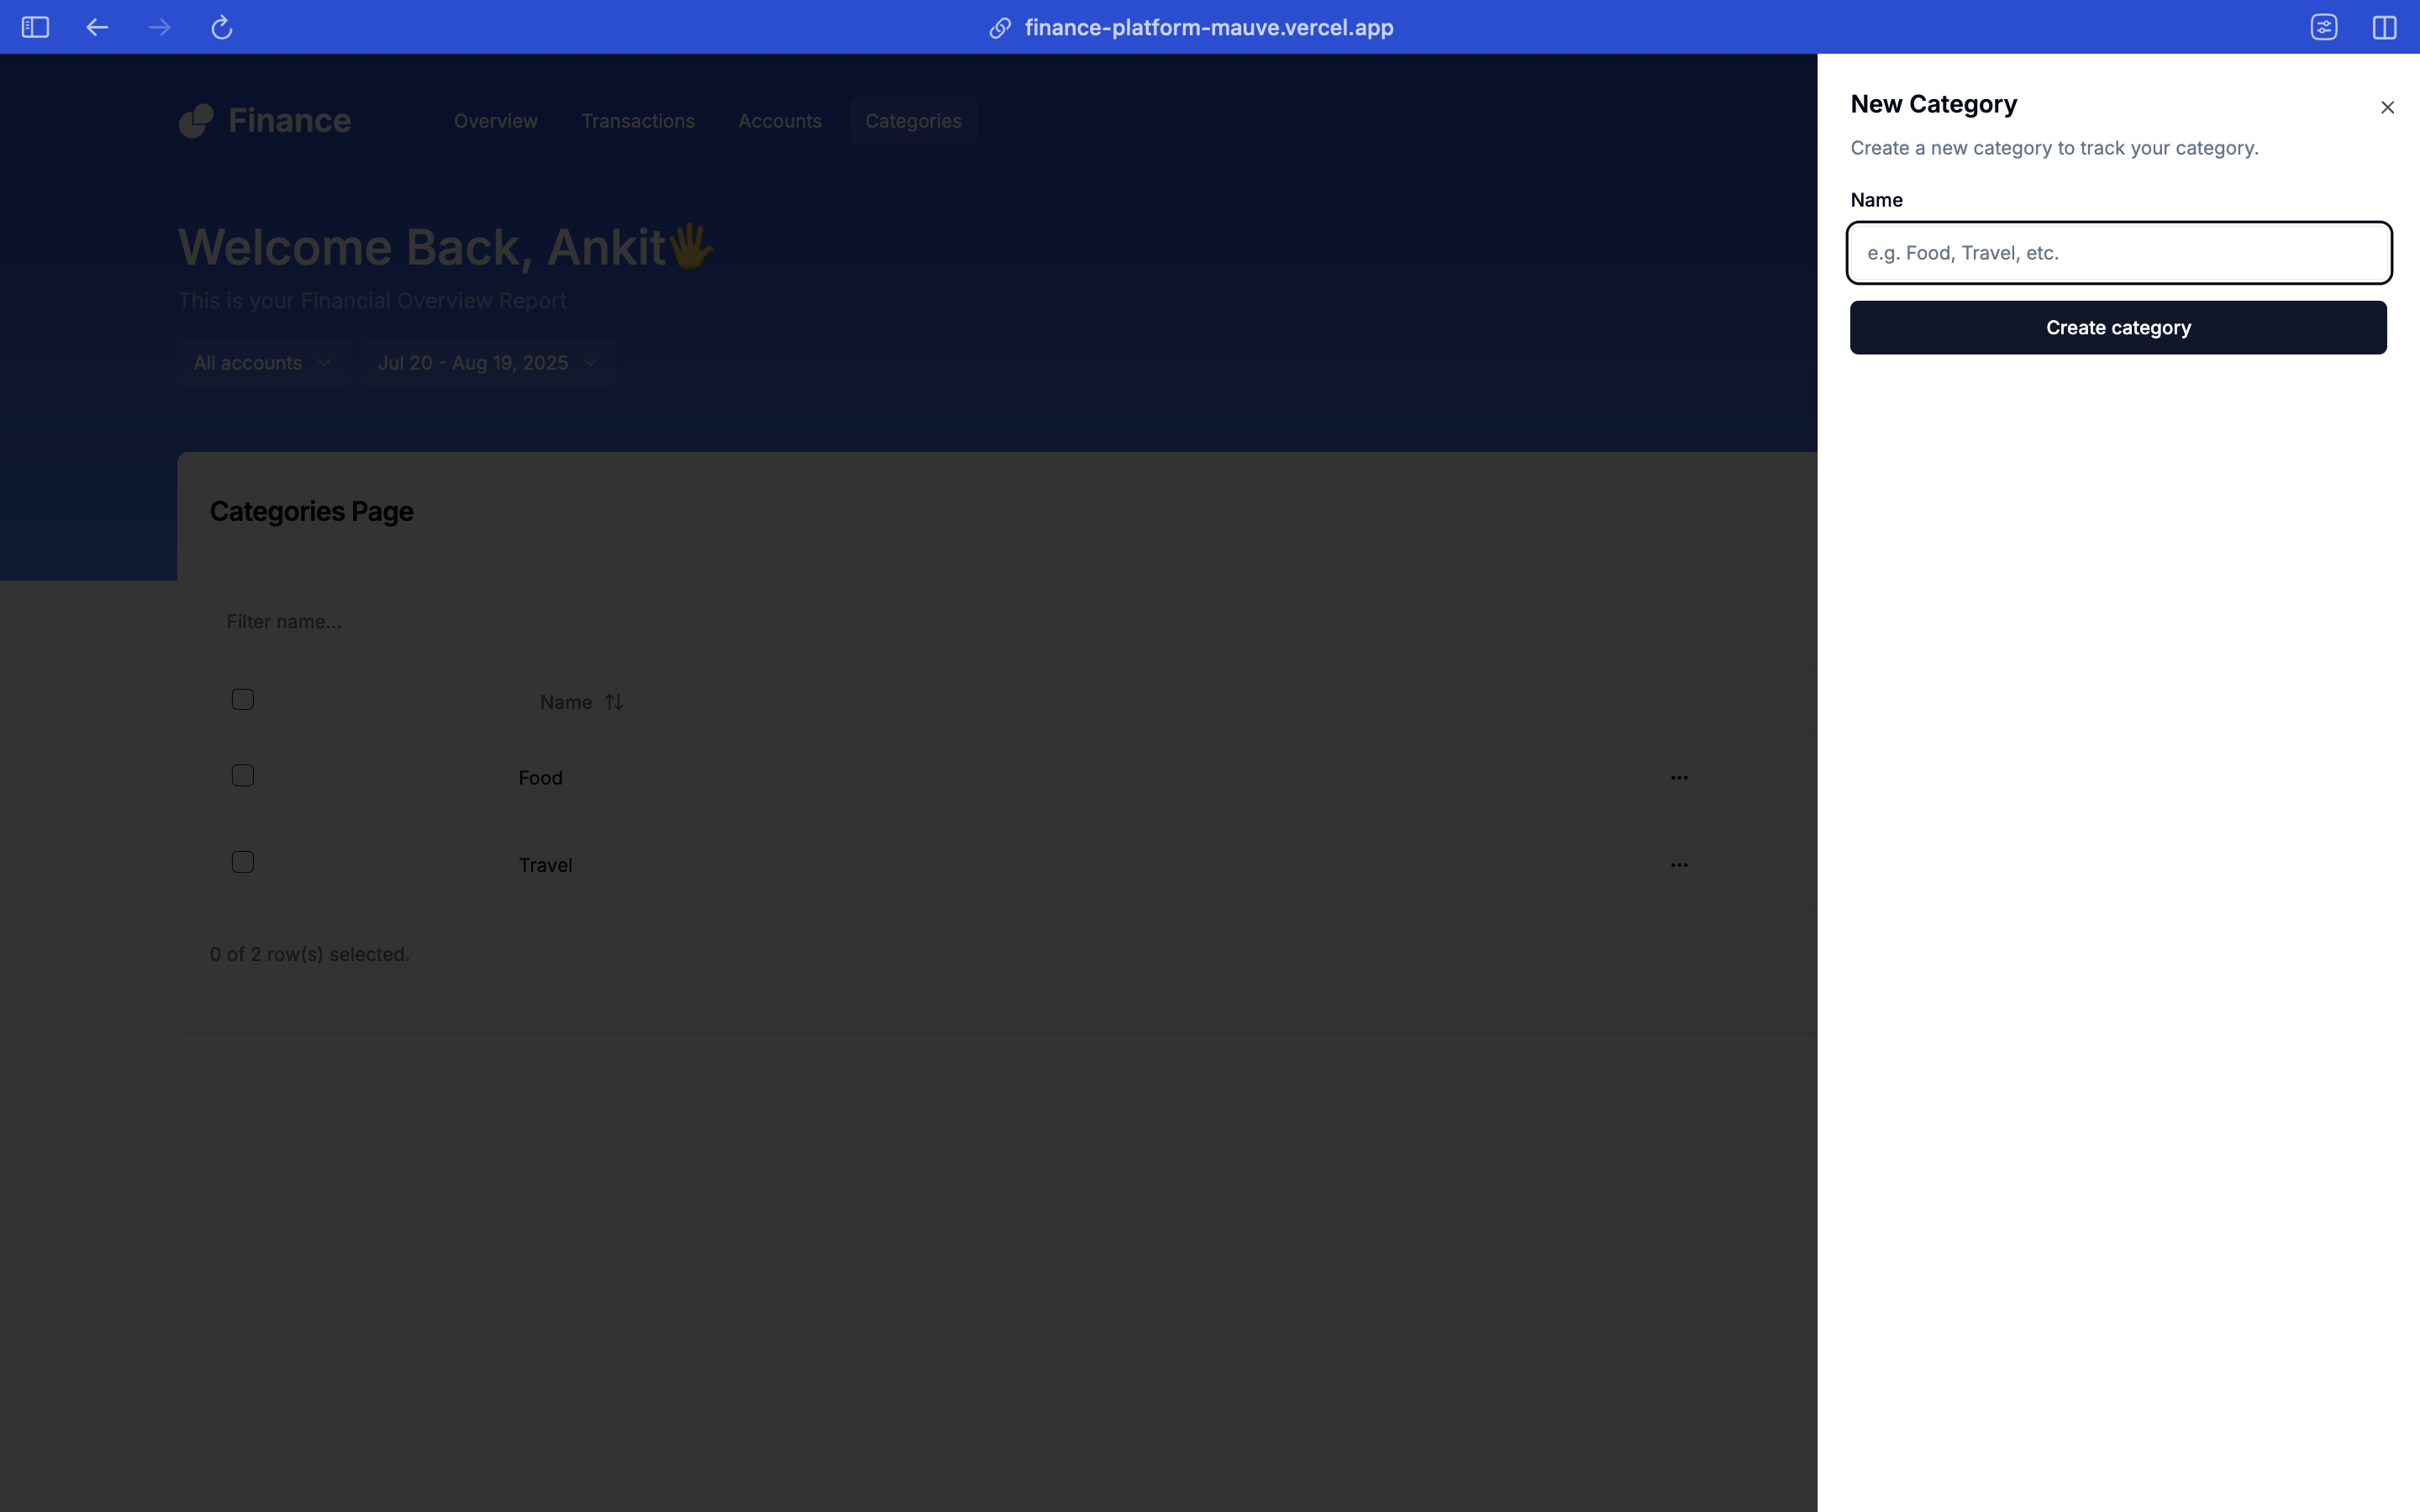 finance-platform-mauve.vercel.app
Finance
Overview Transactions Accounts Categories
Welcome Back, Ankit🖐
This is your Financial Overview Report
All accounts
Jul 20 - Aug 19, 2025
Categories Page
Filter name...
Name
Food
Travel
0 of 2 row(s) selected.
New Category
Create a new category to track your category.
Name
e.g. Food, Travel, etc.
Create category